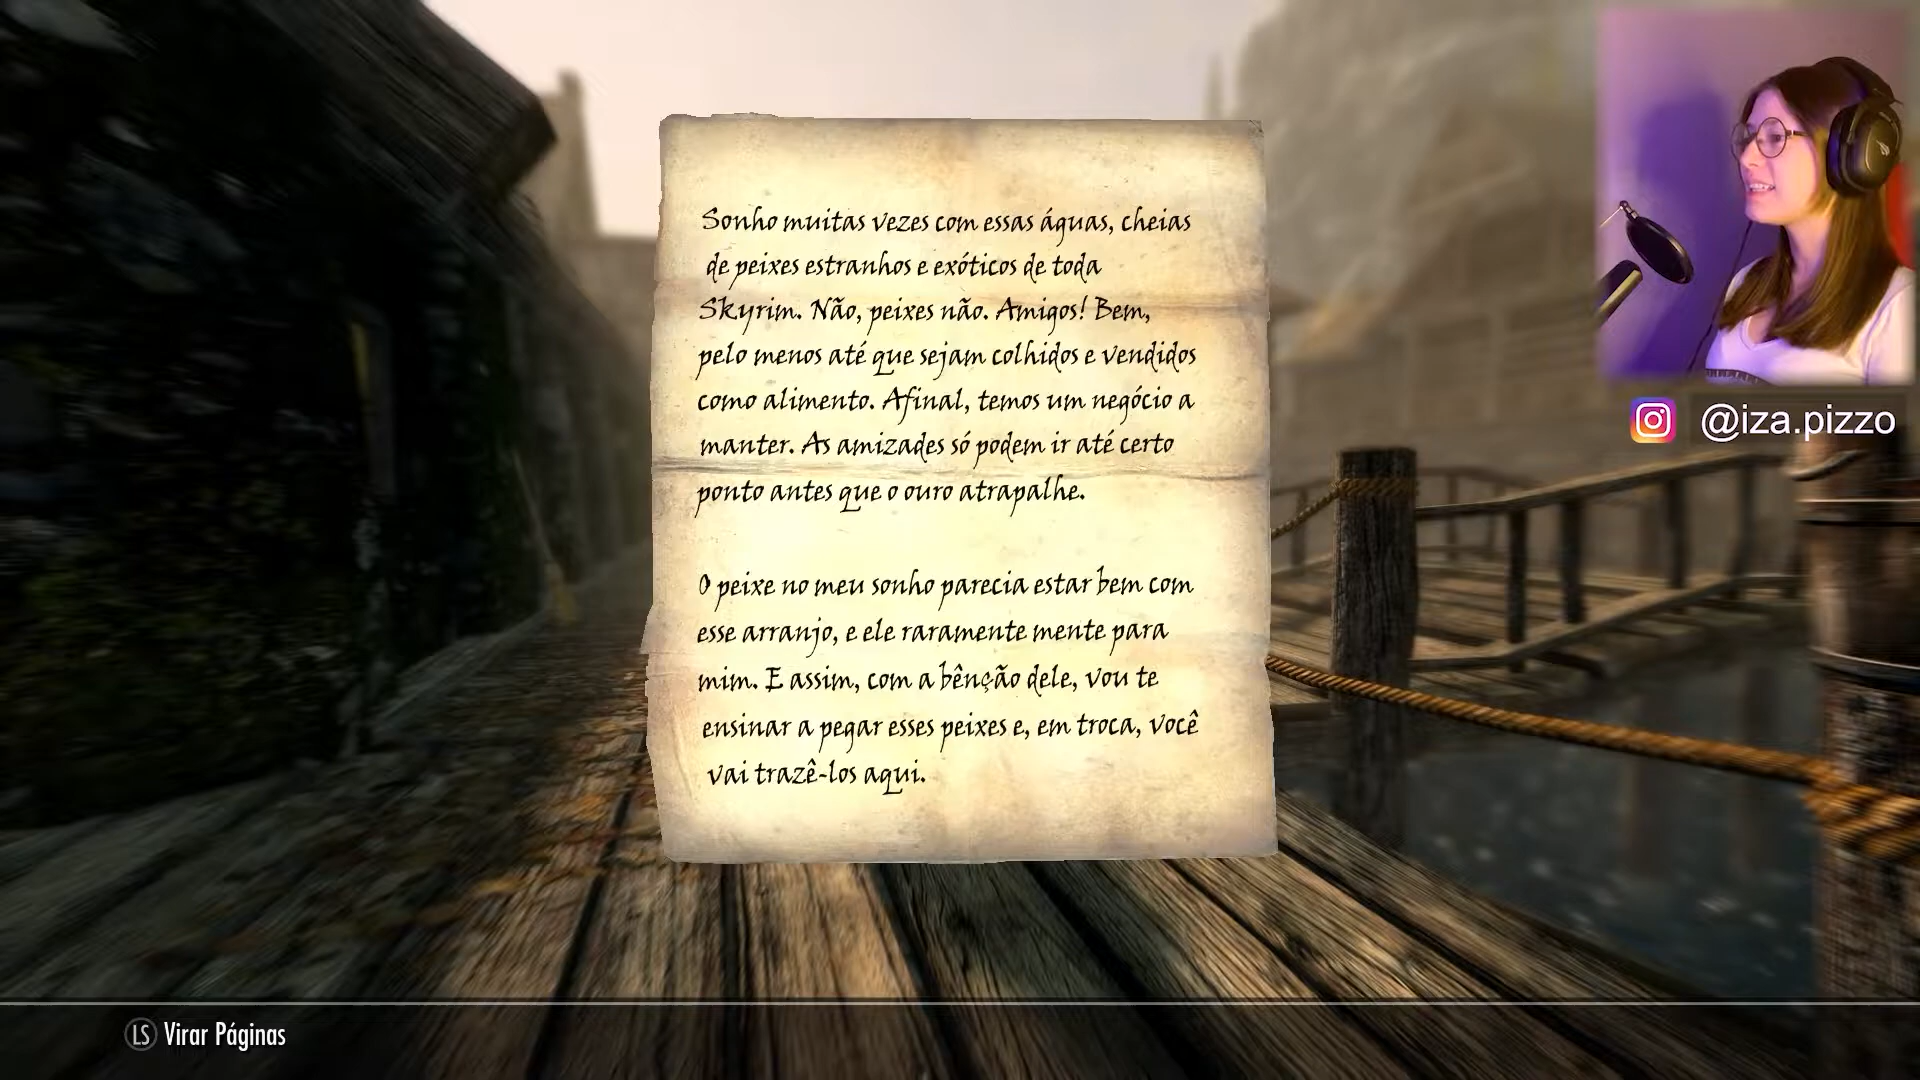 Sonho muitas vezes com essas águas, cheias
de peixes estranhos e exóticos de toda
Skyrim. Não, peixes não. Amigos! Bem,
pelo menos até que sejam colhidos e vendidos
como alimento. Afinal, temos um negócio a
manter. As amizades só podem ir até certo
ponto antes que o ouro atrapalhe.
O peixe no meu sonho parecia estar bem com
esse arranjo, e ele raramente mente para
mim. E assim, com a bênção dele, vou te
ensinar a pegar esses peixes e, em troca, você
vai trazê-los aqui.
@iza.pizzo
LS Virar Páginas